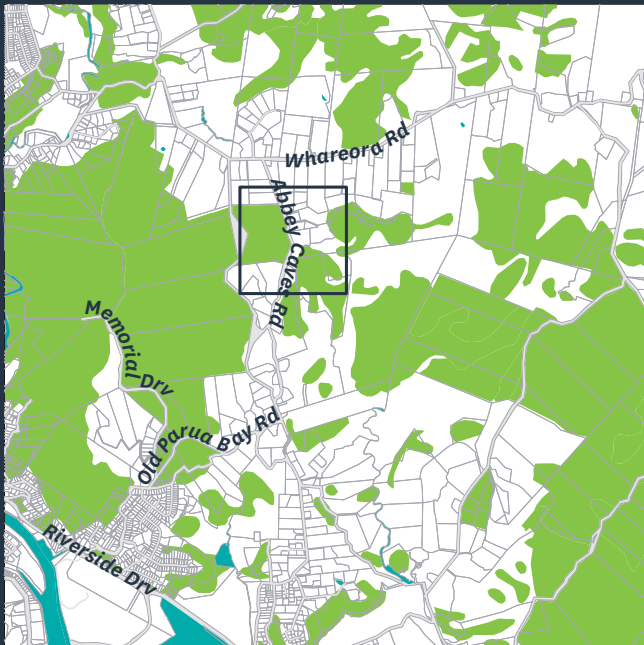 Whareora Rd
Abbey Caves Rd
Memorial Drv
Old Parua Bay Rd
Riverside Drv